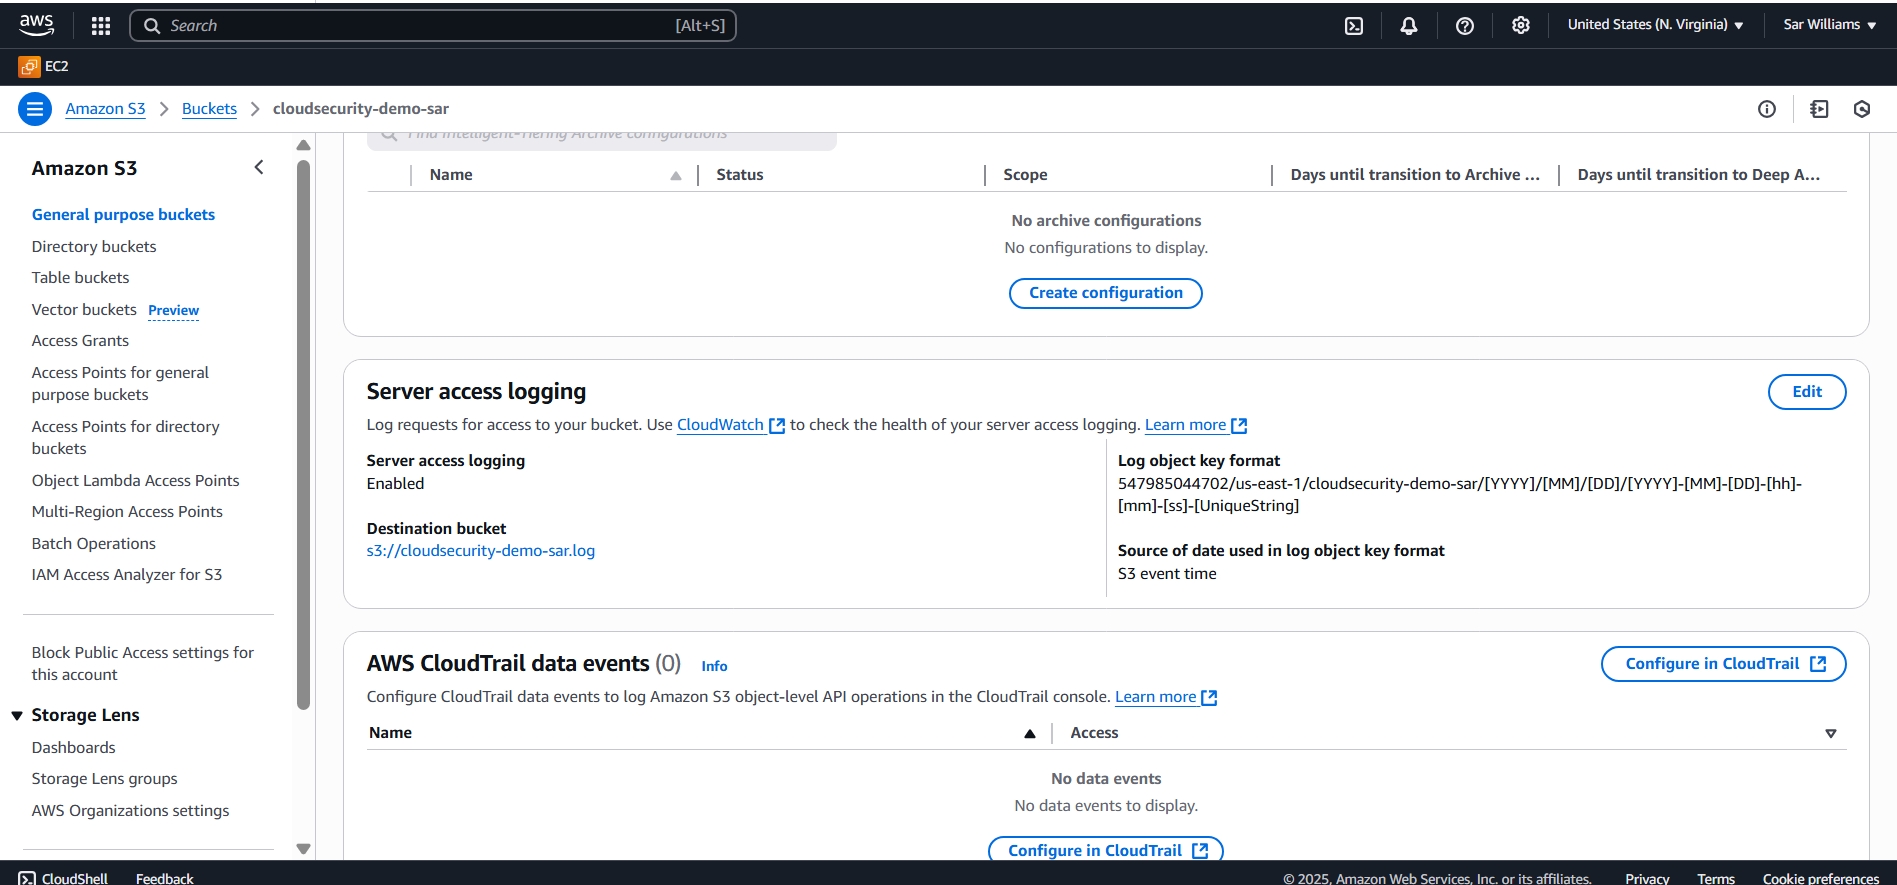 aws
Search
[Alt+S]
United States (N. Virginia)
Sar Williams
EC2
Amazon S3
Buckets
cloudsecurity-demo-sar
Amazon S3
General purpose buckets
Directory buckets
Table buckets
Vector buckets Preview
Access Grants
Access Points for general
purpose buckets
Access Points for directory
buckets
Object Lambda Access Points
Multi-Region Access Points
Batch Operations
IAM Access Analyzer for S3
Block Public Access settings for
this account
Storage Lens
Dashboards
Storage Lens groups
AWS Organizations settings
Find Intelligent-Tiering Archive configurations
Name
Status
Scope
Days until transition to Archive ...
Days until transition to Deep A...
No archive configurations
No configurations to display.
Create configuration
Server access logging
Edit
Log requests for access to your bucket. Use CloudWatch to check the health of your server access logging. Learn more
Server access logging
Enabled
Destination bucket
s3://cloudsecurity-demo-sar.log
Log object key format
547985044702/us-east-1/cloudsecurity-demo-sar/[YYYY]/[MM]/[DD]/[YYYY]-[MM]-[DD]-[hh]-
[mm]-[ss]-[UniqueString]
Source of date used in log object key format
S3 event time
AWS CloudTrail data events (0) Info
Configure in CloudTrail
Configure CloudTrail data events to log Amazon S3 object-level API operations in the CloudTrail console. Learn more
Name
Access
No data events
No data events to display.
Configure in CloudTrail
CloudShell
Feedback
© 2025, Amazon Web Services, Inc. or its affiliates.
Privacy
Terms
Cookie preferences